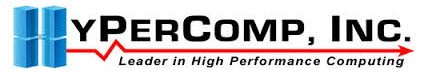 HYPERCOMP, INC.
Leader in High Performance Computing